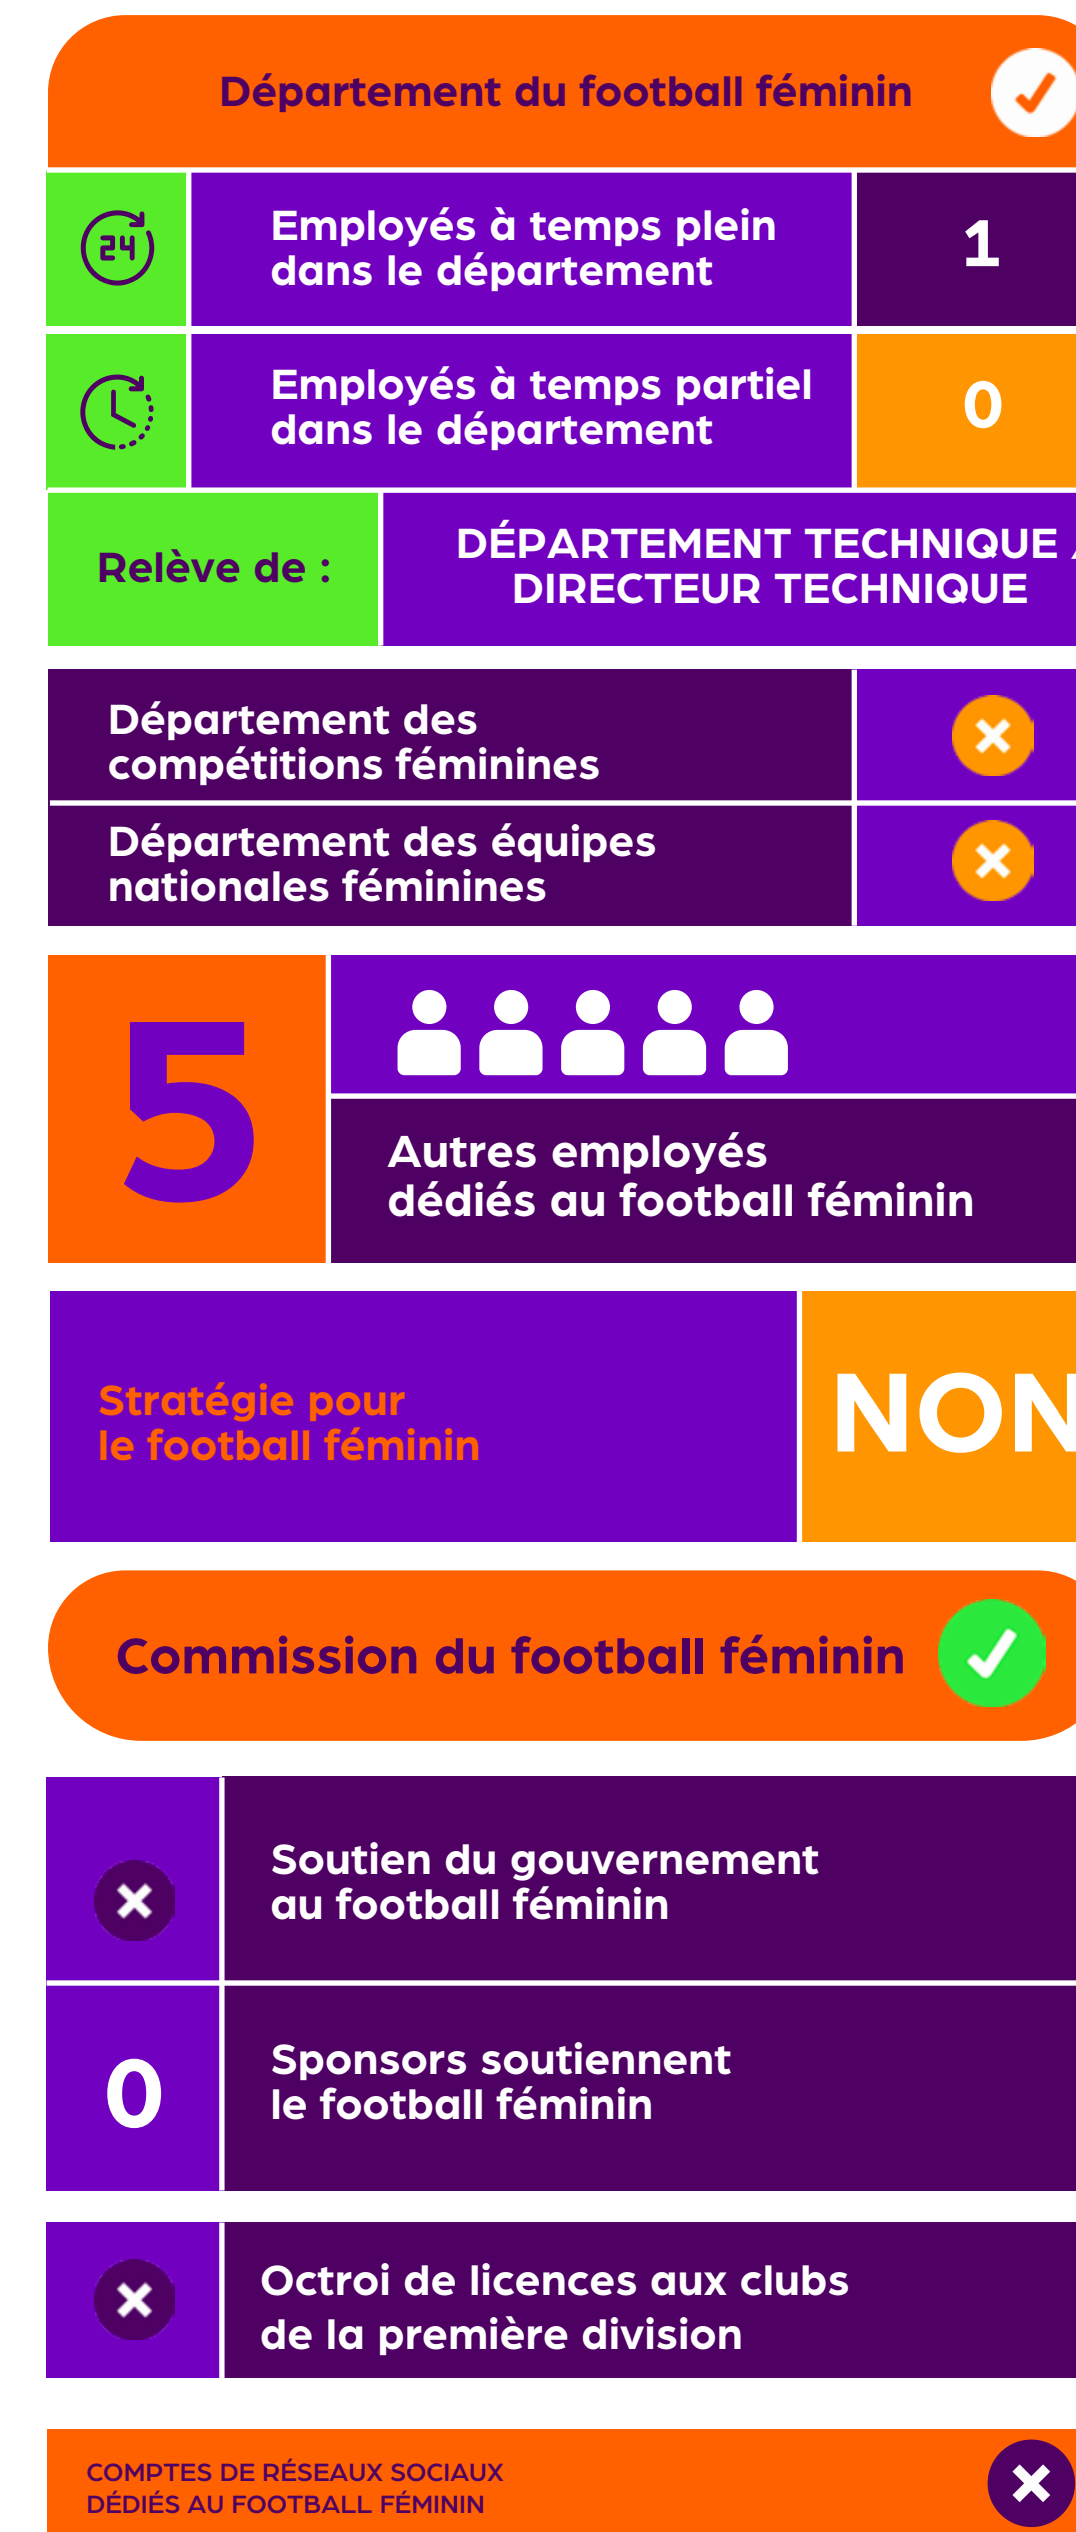 Département du football féminin
24
Employés à temps plein
dans le département
1
Employés à temps partiel
dans le département
0
Relève de :
DÉPARTEMENT TECHNIQUE /
DIRECTEUR TECHNIQUE
Département des
compétitions féminines
Département des équipes
nationales féminines
5
Autres employés
dédiés au football féminin
Stratégie pour
le football féminin
NON
Commission du football féminin
Soutien du gouvernement
au football féminin
0
Sponsors soutiennent
le football féminin
Octroi de licences aux clubs
de la première division
COMPTES DE RÉSEAUX SOCIAUX
DÉDIÉS AU FOOTBALL FÉMININ